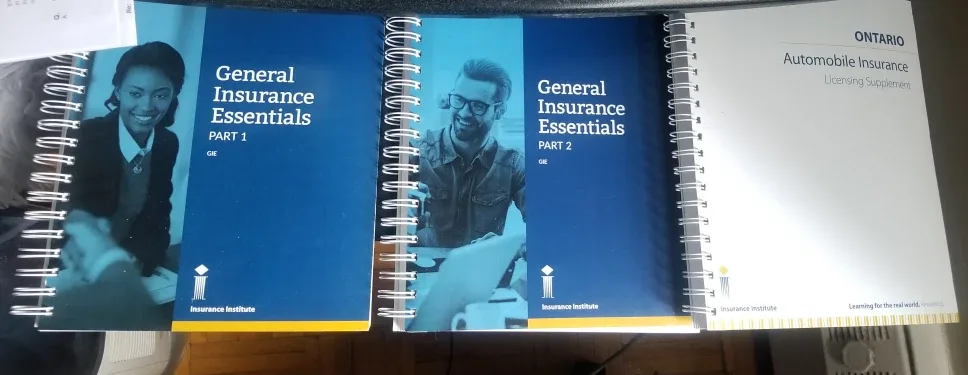 General
Insurance
Essentials
PART 1
GIE
Insurance Institute
General
Insurance
Essentials
PART 2
GIE
Insurance Institute
ONTARIO
Automobile Insurance
Licensing Supplement
Insurance Institute
Learning for the real world.